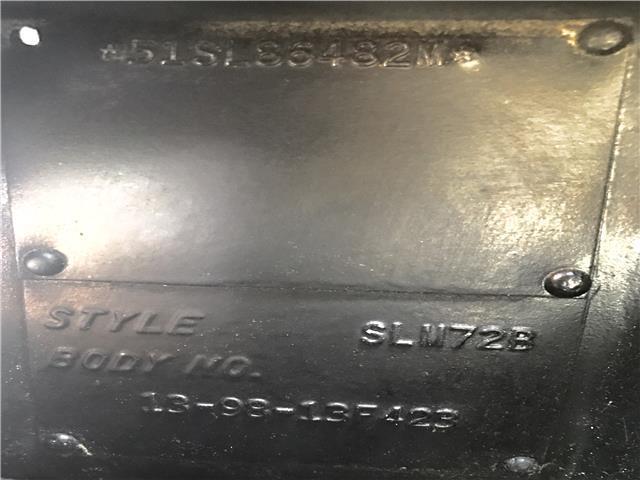 *51SL86482M*
STYLE SLM72B
BODY NO.
13-98-13F423